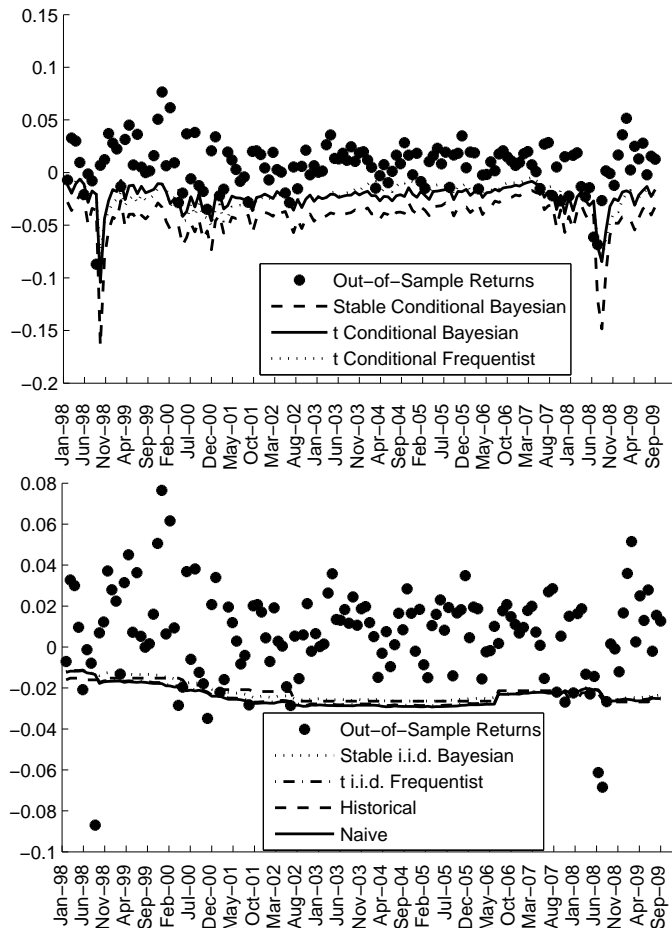 0.15
0.1
0.05
0
−0.05
−0.1
−0.15
−0.2
Out−of−Sample Returns
Stable Conditional Bayesian
t Conditional Bayesian
t Conditional Frequentist
Jan−98
Jun−98
Nov−98
Apr−99
Sep−99
Feb−00
Jul−00
Dec−00
May−01
Oct−01
Mar−02
Aug−02
Jan−03
Jun−03
Nov−03
Apr−04
Sep−04
Feb−05
Jul−05
Dec−05
May−06
Oct−06
Mar−07
Aug−07
Jan−08
Jun−08
Nov−08
Apr−09
Sep−09
0.08
0.06
0.04
0.02
0
−0.02
−0.04
−0.06
−0.08
−0.1
Out−of−Sample Returns
Stable i.i.d. Bayesian
t i.i.d. Frequentist
Historical
Naive
Jan−98
Jun−98
Nov−98
Apr−99
Sep−99
Feb−00
Jul−00
Dec−00
May−01
Oct−01
Mar−02
Aug−02
Jan−03
Jun−03
Nov−03
Apr−04
Sep−04
Feb−05
Jul−05
Dec−05
May−06
Oct−06
Mar−07
Aug−07
Jan−08
Jun−08
Nov−08
Apr−09
Sep−09